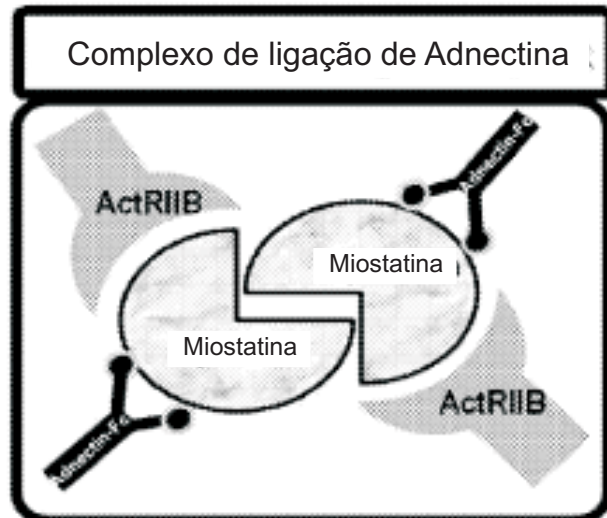 Complexo de ligação de Adnectina
ActRIIB
Adnectin-Fc
Miostatina
Miostatina
ActRIIB
Adnectin-Fc